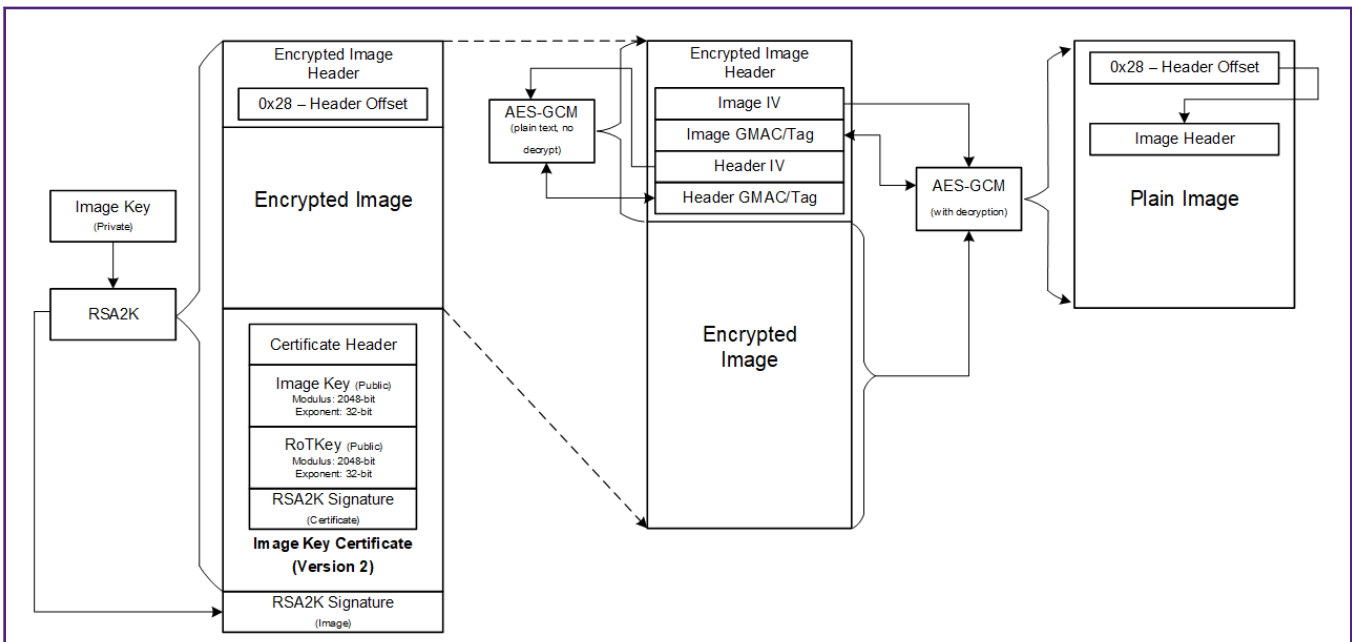 Image Key
(Private)
RSA2K
Encrypted Image
Header
0x28 – Header Offset
Encrypted Image
Certificate Header
Image Key (Public)
Modulus: 2048-bit
Exponent: 32-bit
RoTKey (Public)
Modulus: 2048-bit
Exponent: 32-bit
RSA2K Signature
(Certificate)
Image Key Certificate
(Version 2)
RSA2K Signature
(Image)
AES-GCM
(plain text, no
decrypt)
Encrypted Image
Header
Image IV
Image GMAC/Tag
Header IV
Header GMAC/Tag
Encrypted
Image
AES-GCM
(with decryption)
0x28 – Header Offset
Image Header
Plain Image